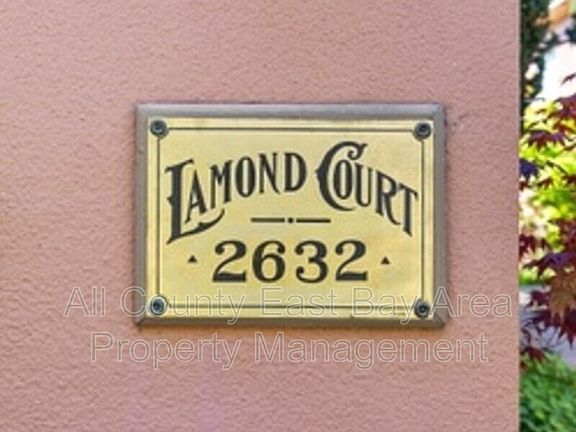 LAMOND COURT
2632
All County East Bay Area
Property Management